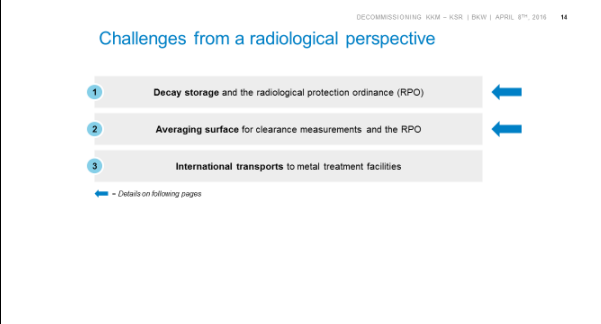 DECOMMISSIONING KKM – KSR | BKW | APRIL 8TH, 2016 14
Challenges from a radiological perspective
1 Decay storage and the radiological protection ordinance (RPO)
2 Averaging surface for clearance measurements and the RPO
3 International transports to metal treatment facilities
= Details on following pages